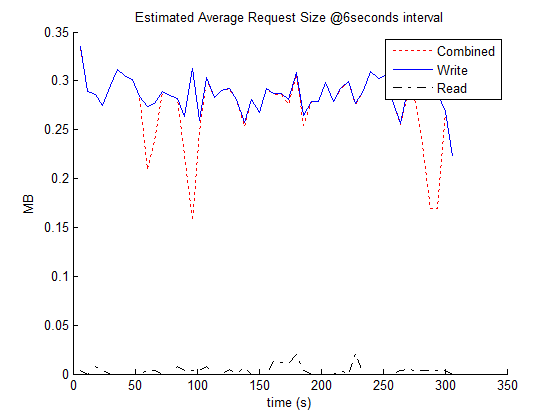 Estimated Average Request Size @6seconds interval
0.35
0.3
0.25
0.2
0.15
0.1
0.05
0
MB
Combined
Write
Read
0
50
100
150
200
250
300
350
time (s)